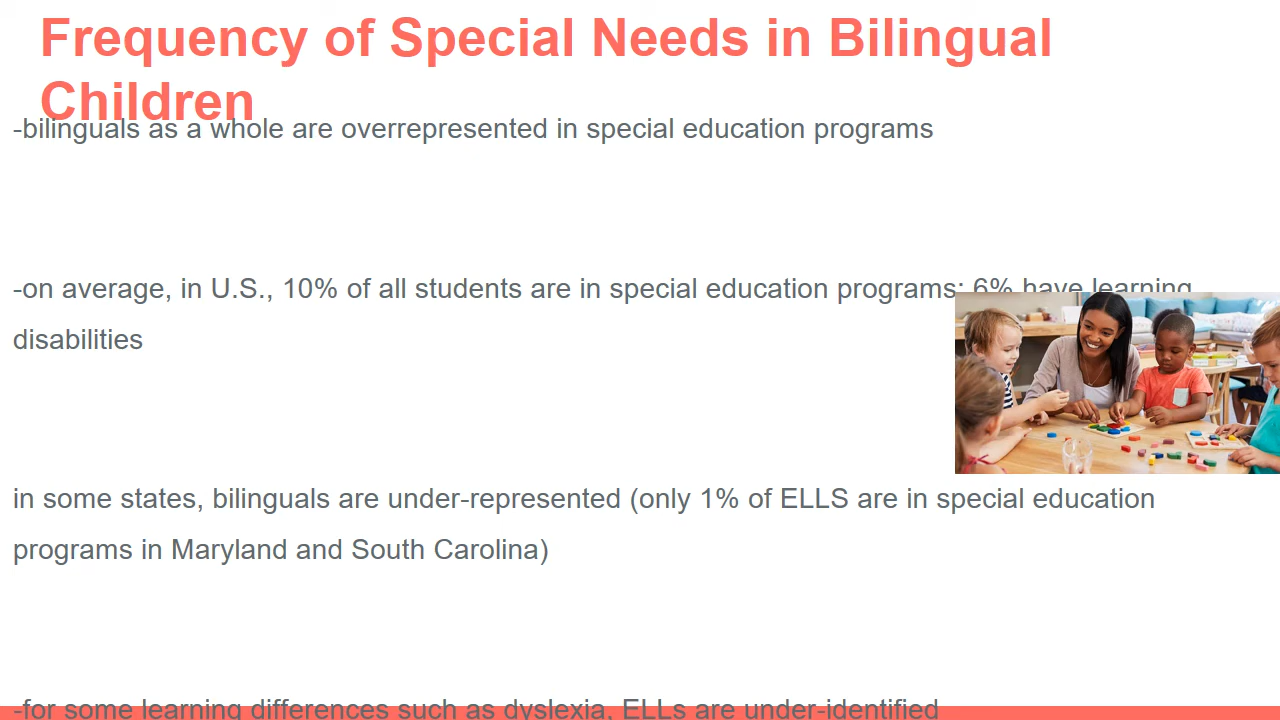 Frequency of Special Needs in Bilingual
Children
-bilinguals as a whole are overrepresented in special education programs
-on average, in U.S., 10% of all students are in special education programs; 6% have learning
disabilities
in some states, bilinguals are under-represented (only 1% of ELLS are in special education
programs in Maryland and South Carolina)
-for some learning differences such as dyslexia, ELLs are under-identified